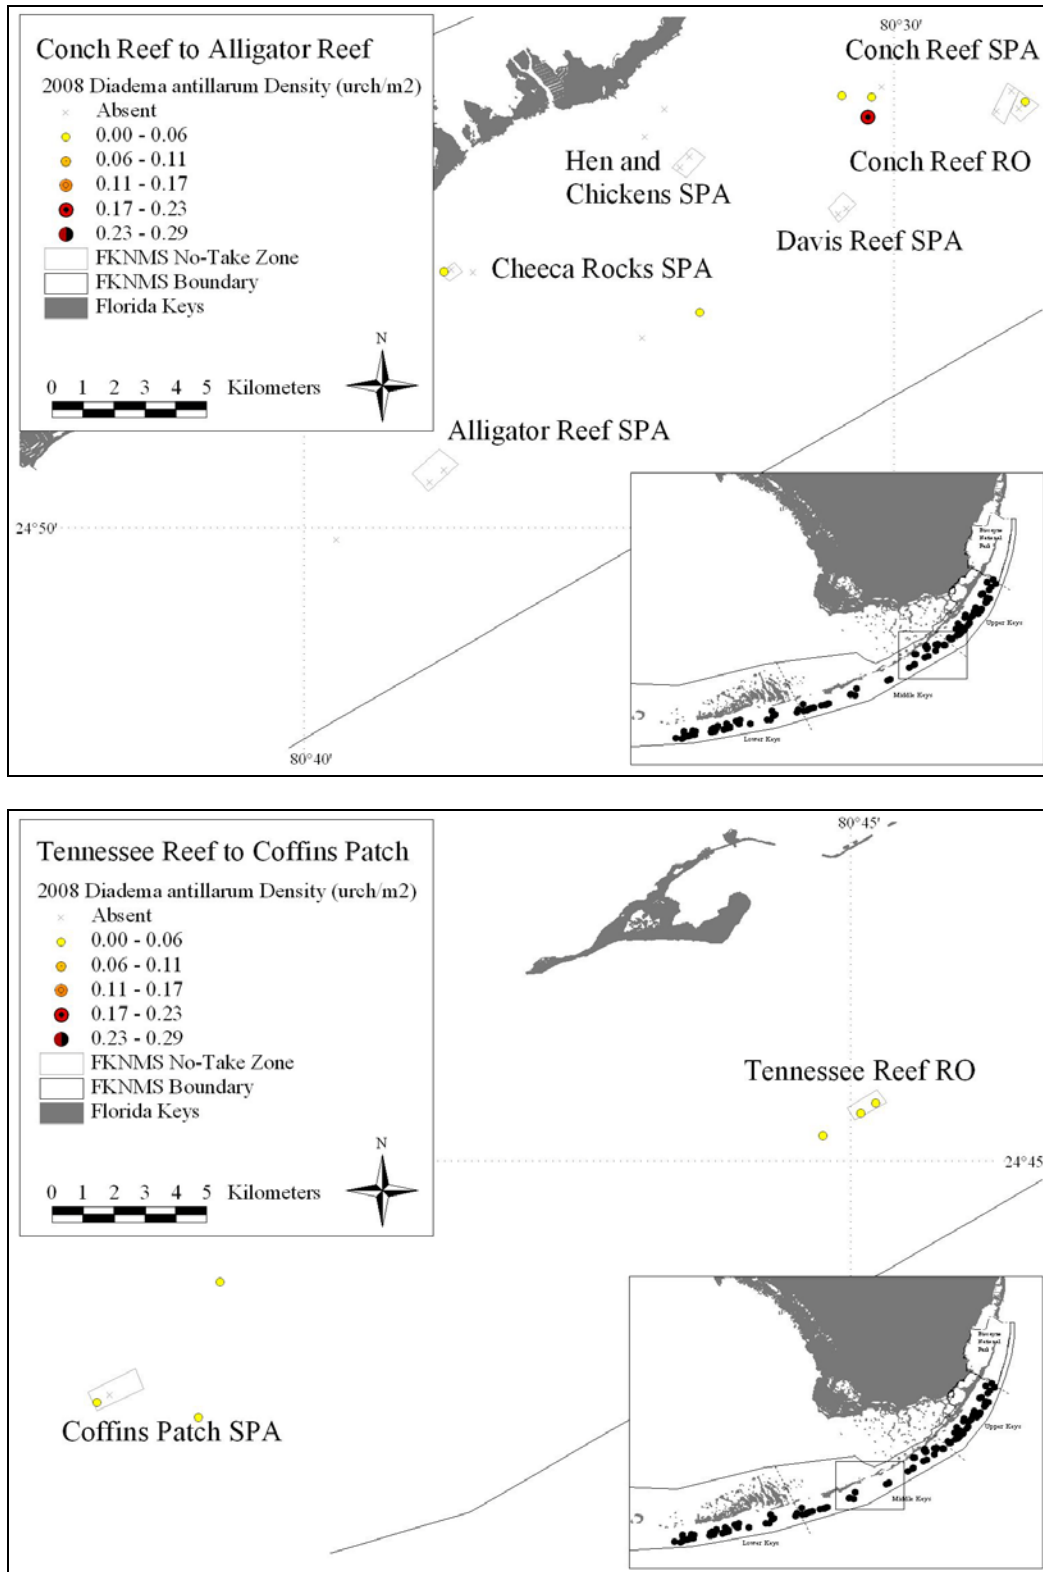 Conch Reef to Alligator Reef
2008 Diadema antillarum Density (urch/m2)
Absent
0.00 - 0.06
0.06 - 0.11
0.11 - 0.17
0.17 - 0.23
0.23 - 0.29
FKNMS No-Take Zone
FKNMS Boundary
Florida Keys
N
0 1 2 3 4 5 Kilometers
80°30'
Conch Reef SPA
Hen and
Chickens SPA
Conch Reef RO
Davis Reef SPA
Cheeca Rocks SPA
Alligator Reef SPA
24°50'
80°40'
Biscayne
National
Park
Upper Keys
Middle Keys
Lower Keys
Tennessee Reef to Coffins Patch
2008 Diadema antillarum Density (urch/m2)
Absent
0.00 - 0.06
0.06 - 0.11
0.11 - 0.17
0.17 - 0.23
0.23 - 0.29
FKNMS No-Take Zone
FKNMS Boundary
Florida Keys
N
0 1 2 3 4 5 Kilometers
80°45'
Tennessee Reef RO
24°45
Coffins Patch SPA
Biscayne
National
Park
Upper Keys
Middle Keys
Lower Keys